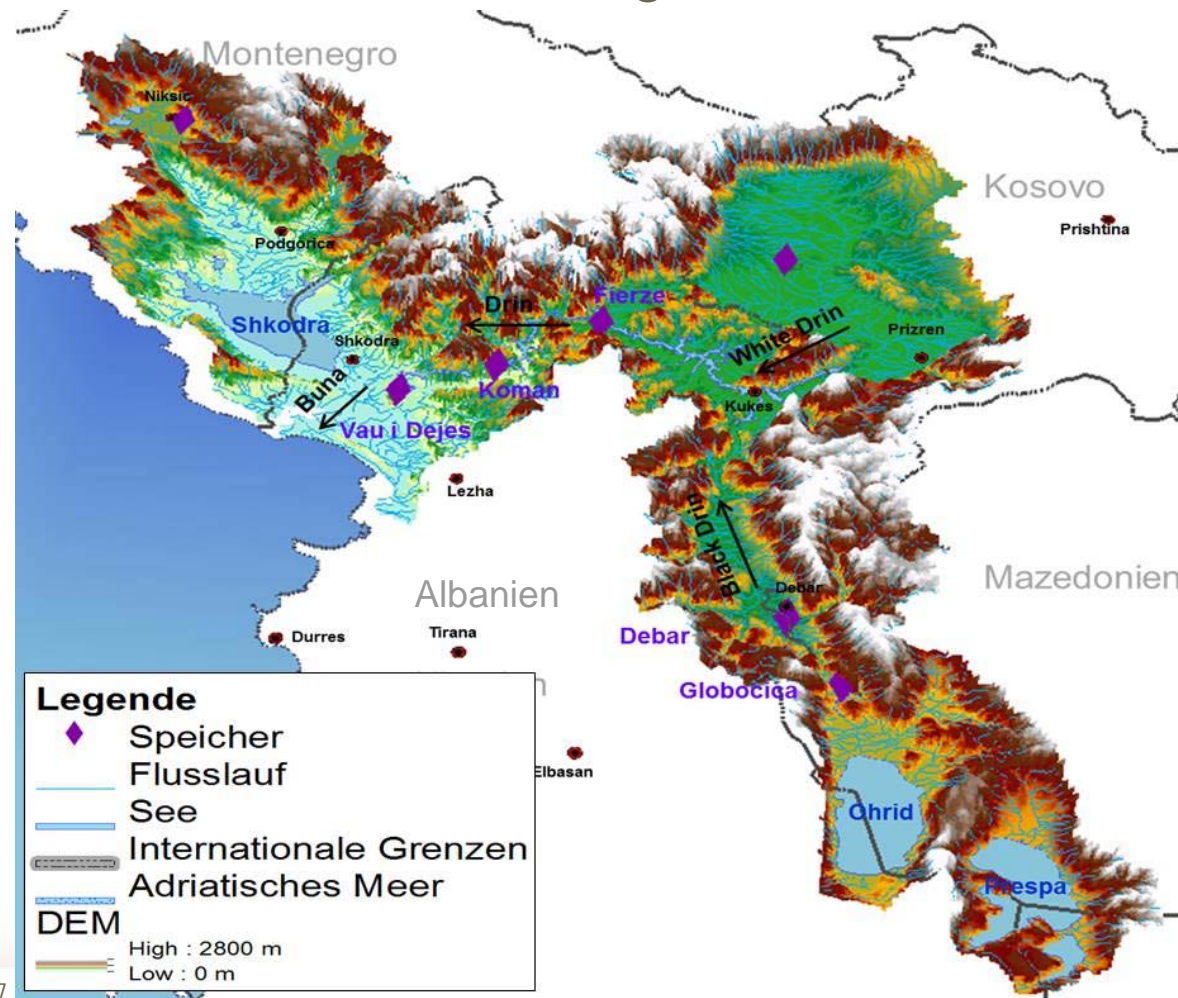 Montenegro
Niksic
Kosovo
Prishtina
Podgorica
Fierze
Drin
Shkodra
Shkodra
White Drin
Prizren
Koman
Buna
Kukes
Vau i Dejes
Lezha
Black Drin
Albanien
Mazedonien
Debar
Durres
Tirana
Debar
Globocica
Elbasan
Ohrid
Prespa
Legende
Speicher
Flusslauf
See
Internationale Grenzen
Adriatisches Meer
DEM
High : 2800 m
Low : 0 m
7